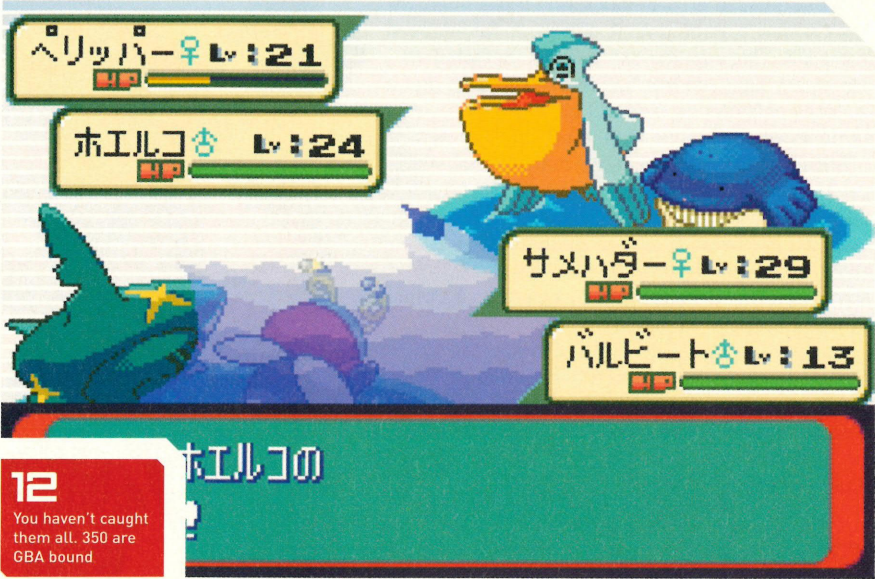 ペリッパー♀ Lv:21
HP
ホエルコ♂ Lv:24
HP
サメハダー♀ Lv:29
HP
バルビート♂ Lv:13
HP
ホエルコの
!
12
You haven't caught
them all. 350 are
GBA bound